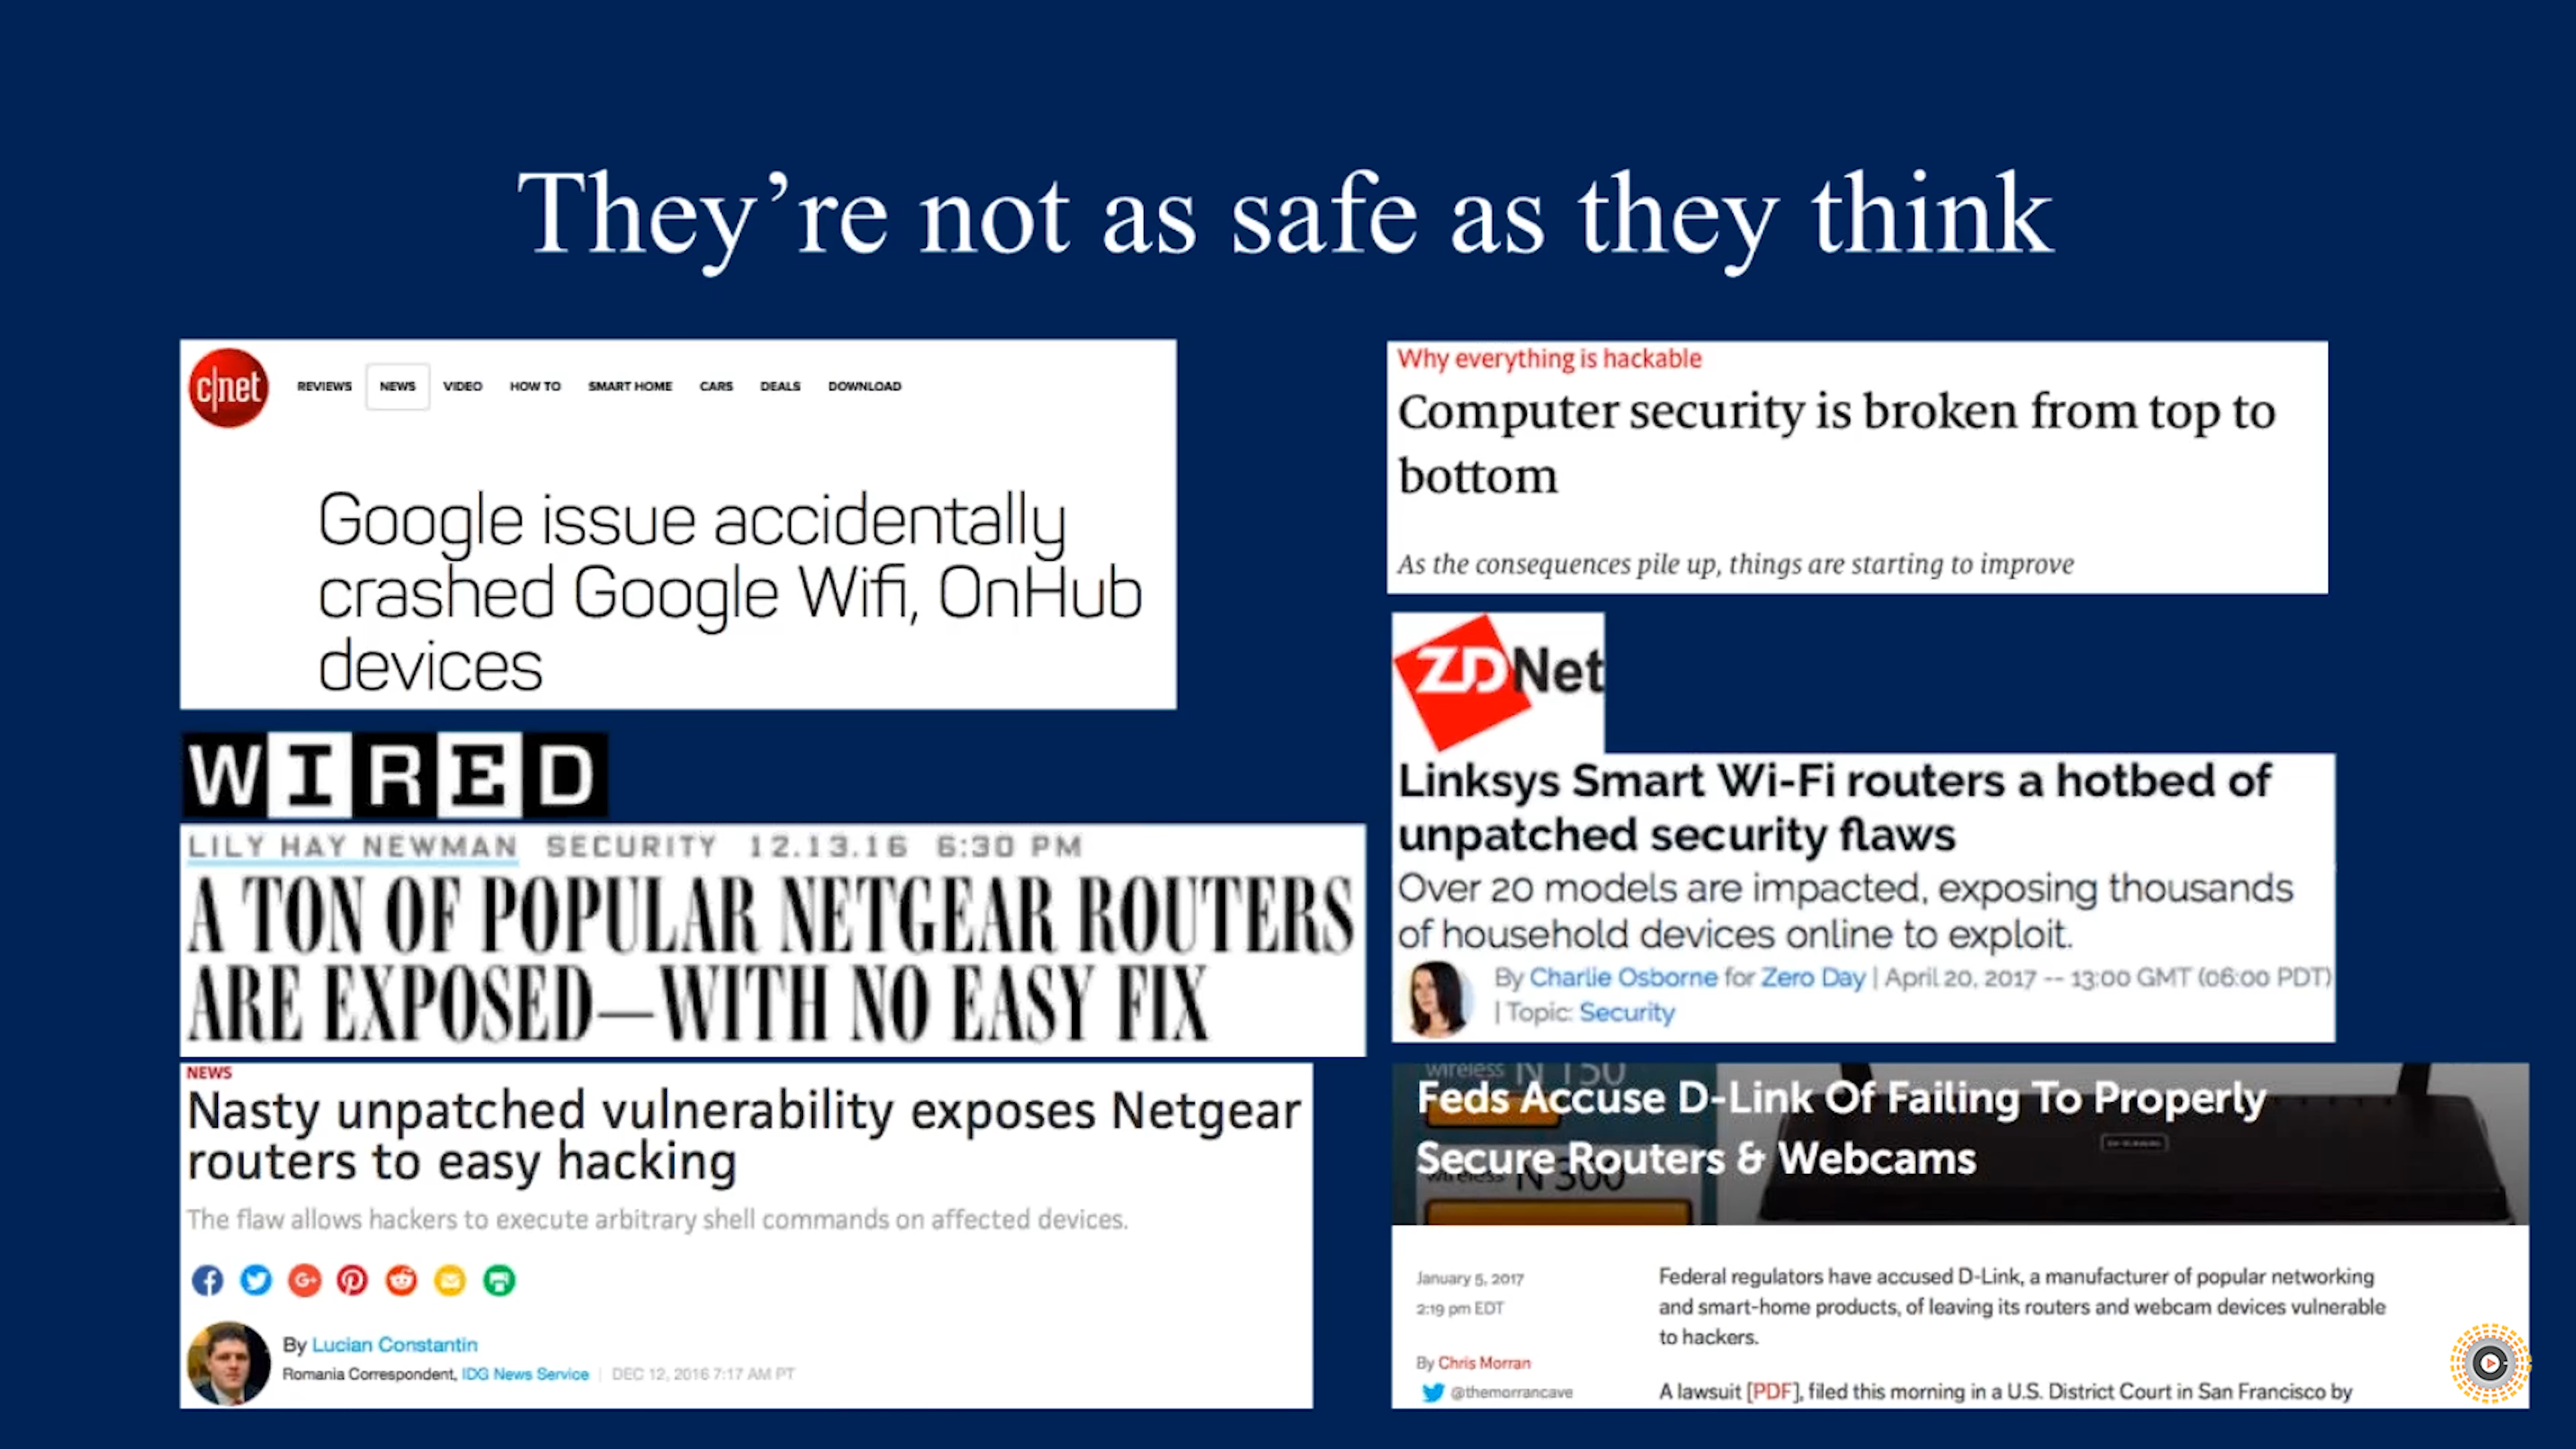 They're not as safe as they think
c|net
REVIEWS NEWS VIDEO HOW TO SMART HOME CARS DEALS DOWNLOAD
Google issue accidentally
crashed Google Wifi, OnHub
devices
WIRED
LILY HAY NEWMAN SECURITY 12.13.16 6:30 PM
A TON OF POPULAR NETGEAR ROUTERS
ARE EXPOSED—WITH NO EASY FIX
NEWS
Nasty unpatched vulnerability exposes Netgear
routers to easy hacking
The flaw allows hackers to execute arbitrary shell commands on affected devices.
By Lucian Constantin
Romania Correspondent, IDG News Service | DEC 12, 2016 7:17 AM PT
Why everything is hackable
Computer security is broken from top to
bottom
As the consequences pile up, things are starting to improve
ZDNet
Linksys Smart Wi-Fi routers a hotbed of
unpatched security flaws
Over 20 models are impacted, exposing thousands
of household devices online to exploit.
By Charlie Osborne for Zero Day | April 20, 2017 -- 13:00 GMT (06:00 PDT)
| Topic: Security
wireless N 150
Feds Accuse D-Link Of Failing To Properly
Secure Routers & Webcams
wireless N 300
January 5, 2017
2:19 pm EDT
By Chris Morran
@themorrancave
Federal regulators have accused D-Link, a manufacturer of popular networking
and smart-home products, of leaving its routers and webcam devices vulnerable
to hackers.
A lawsuit [PDF], filed this morning in a U.S. District Court in San Francisco by